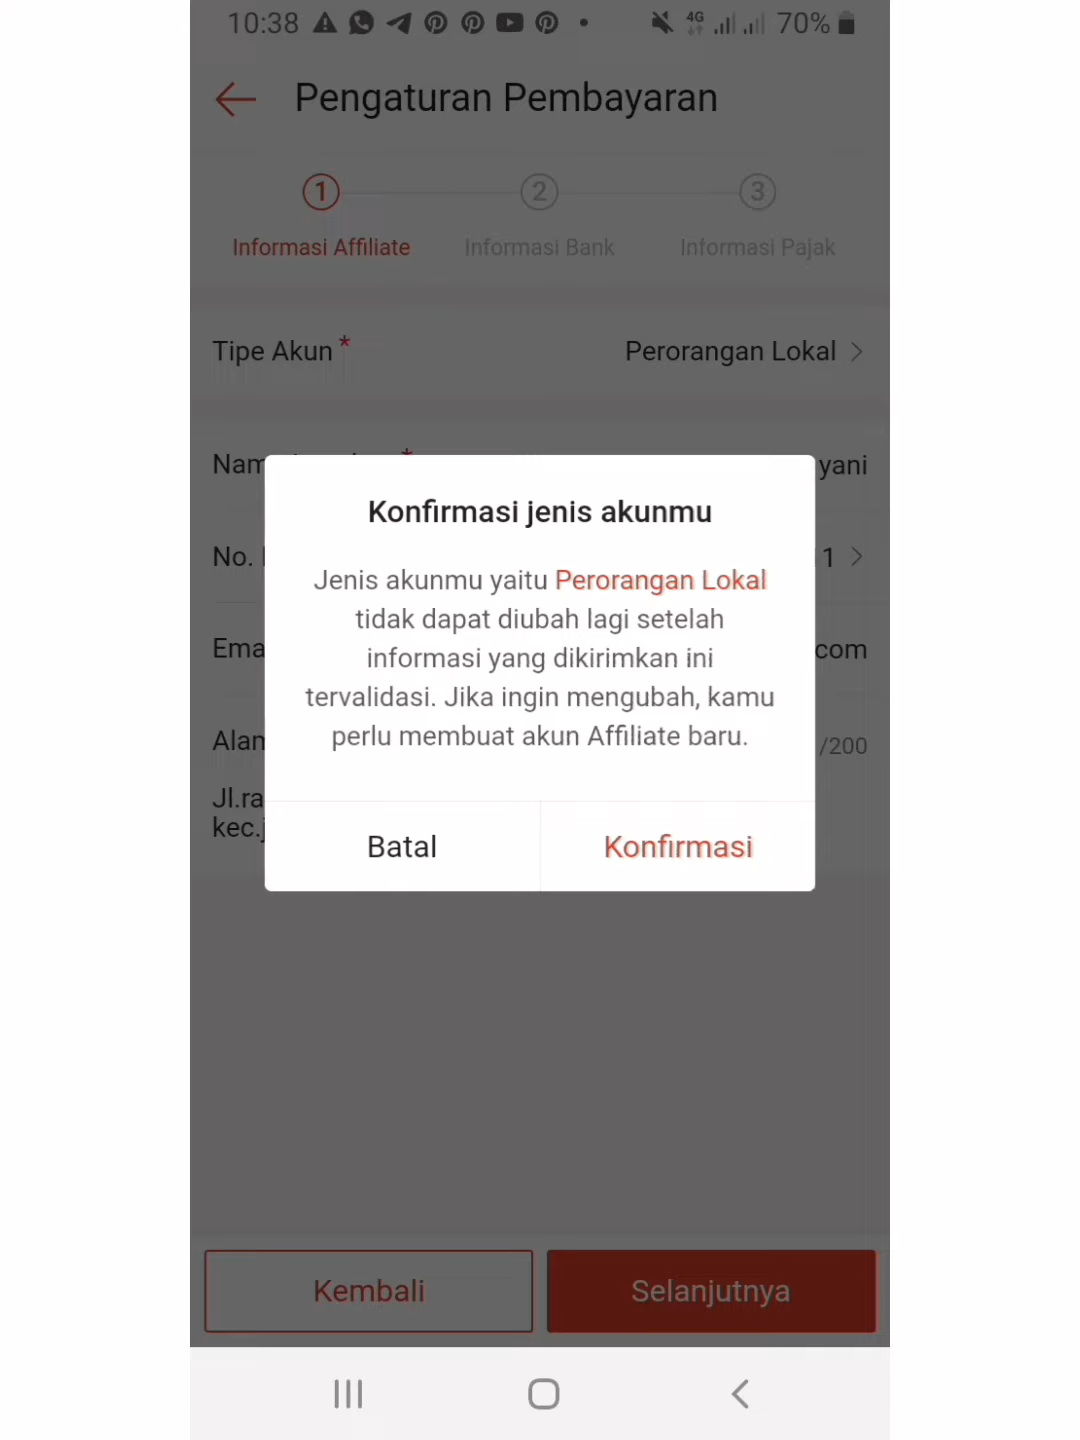 10:38 4G 70%
Pengaturan Pembayaran
1 2 3
Informasi Affiliate Informasi Bank Informasi Pajak
Tipe Akun * Perorangan Lokal
yani
Konfirmasi jenis akunmu
No. 1
Jenis akunmu yaitu Perorangan Lokal
tidak dapat diubah lagi setelah
informasi yang dikirimkan ini
tervalidasi. Jika ingin mengubah, kamu
perlu membuat akun Affiliate baru.
com
/200
Jl.ra
kec.j
Batal Konfirmasi
Kembali Selanjutnya